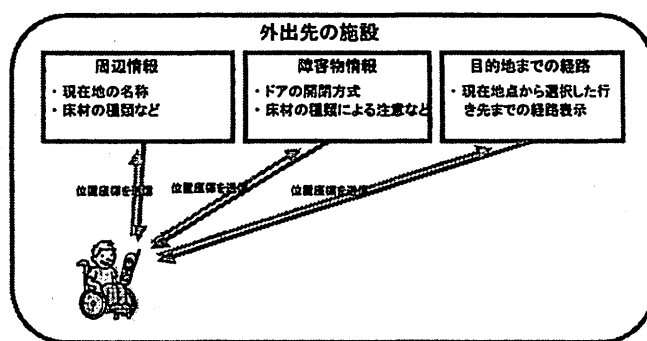 外出先の施設
周辺情報
・現在地の名称
・床材の種類など
障害物情報
・ドアの開閉方式
・床材の種類による注意など
目的地までの経路
・現在地点から選択した行
き先までの経路表示
位置座標を送信
位置座標を送信
位置座標を送信